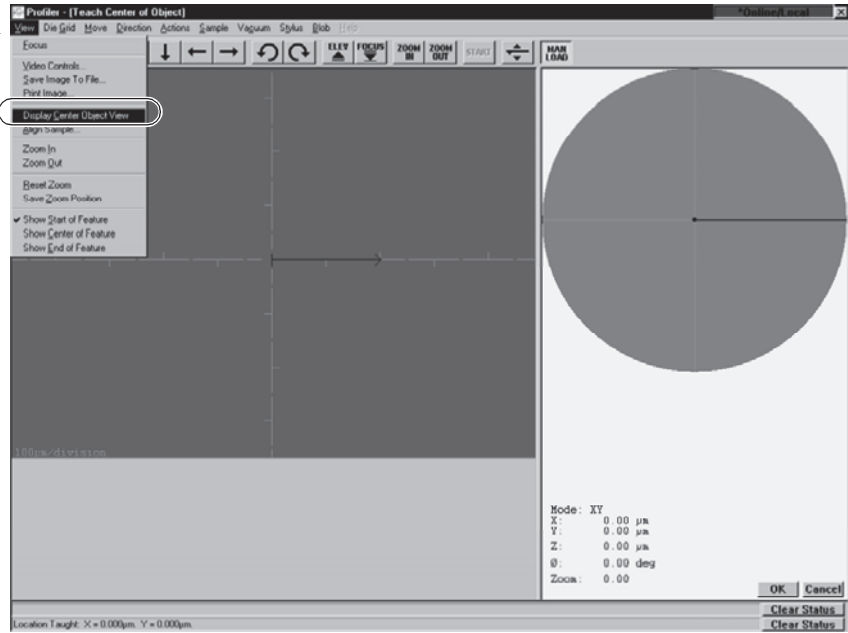 Profiler - [Teach Center of Object]
*Online/Local
View Die Grid Move Direction Actions Sample Vacuum Stylus Blob Help
Focus
Video Controls...
Save Image To File...
Print Image...
Display Center Object View
Align Sample...
Zoom In
Zoom Out
Reset Zoom
Save Zoom Position
Show Start of Feature
Show Center of Feature
Show End of Feature
ELEV
FOCUS
ZOOM IN
ZOOM OUT
START
MAN LOAD
100µm/division
Mode: XY
X: 0.00 µm
Y: 0.00 µm
Z: 0.00 µm
Ø: 0.00 deg
Zoom: 0.00
OK Cancel
Clear Status
Location Taught: X = 0.000µm. Y = 0.000µm.
Clear Status